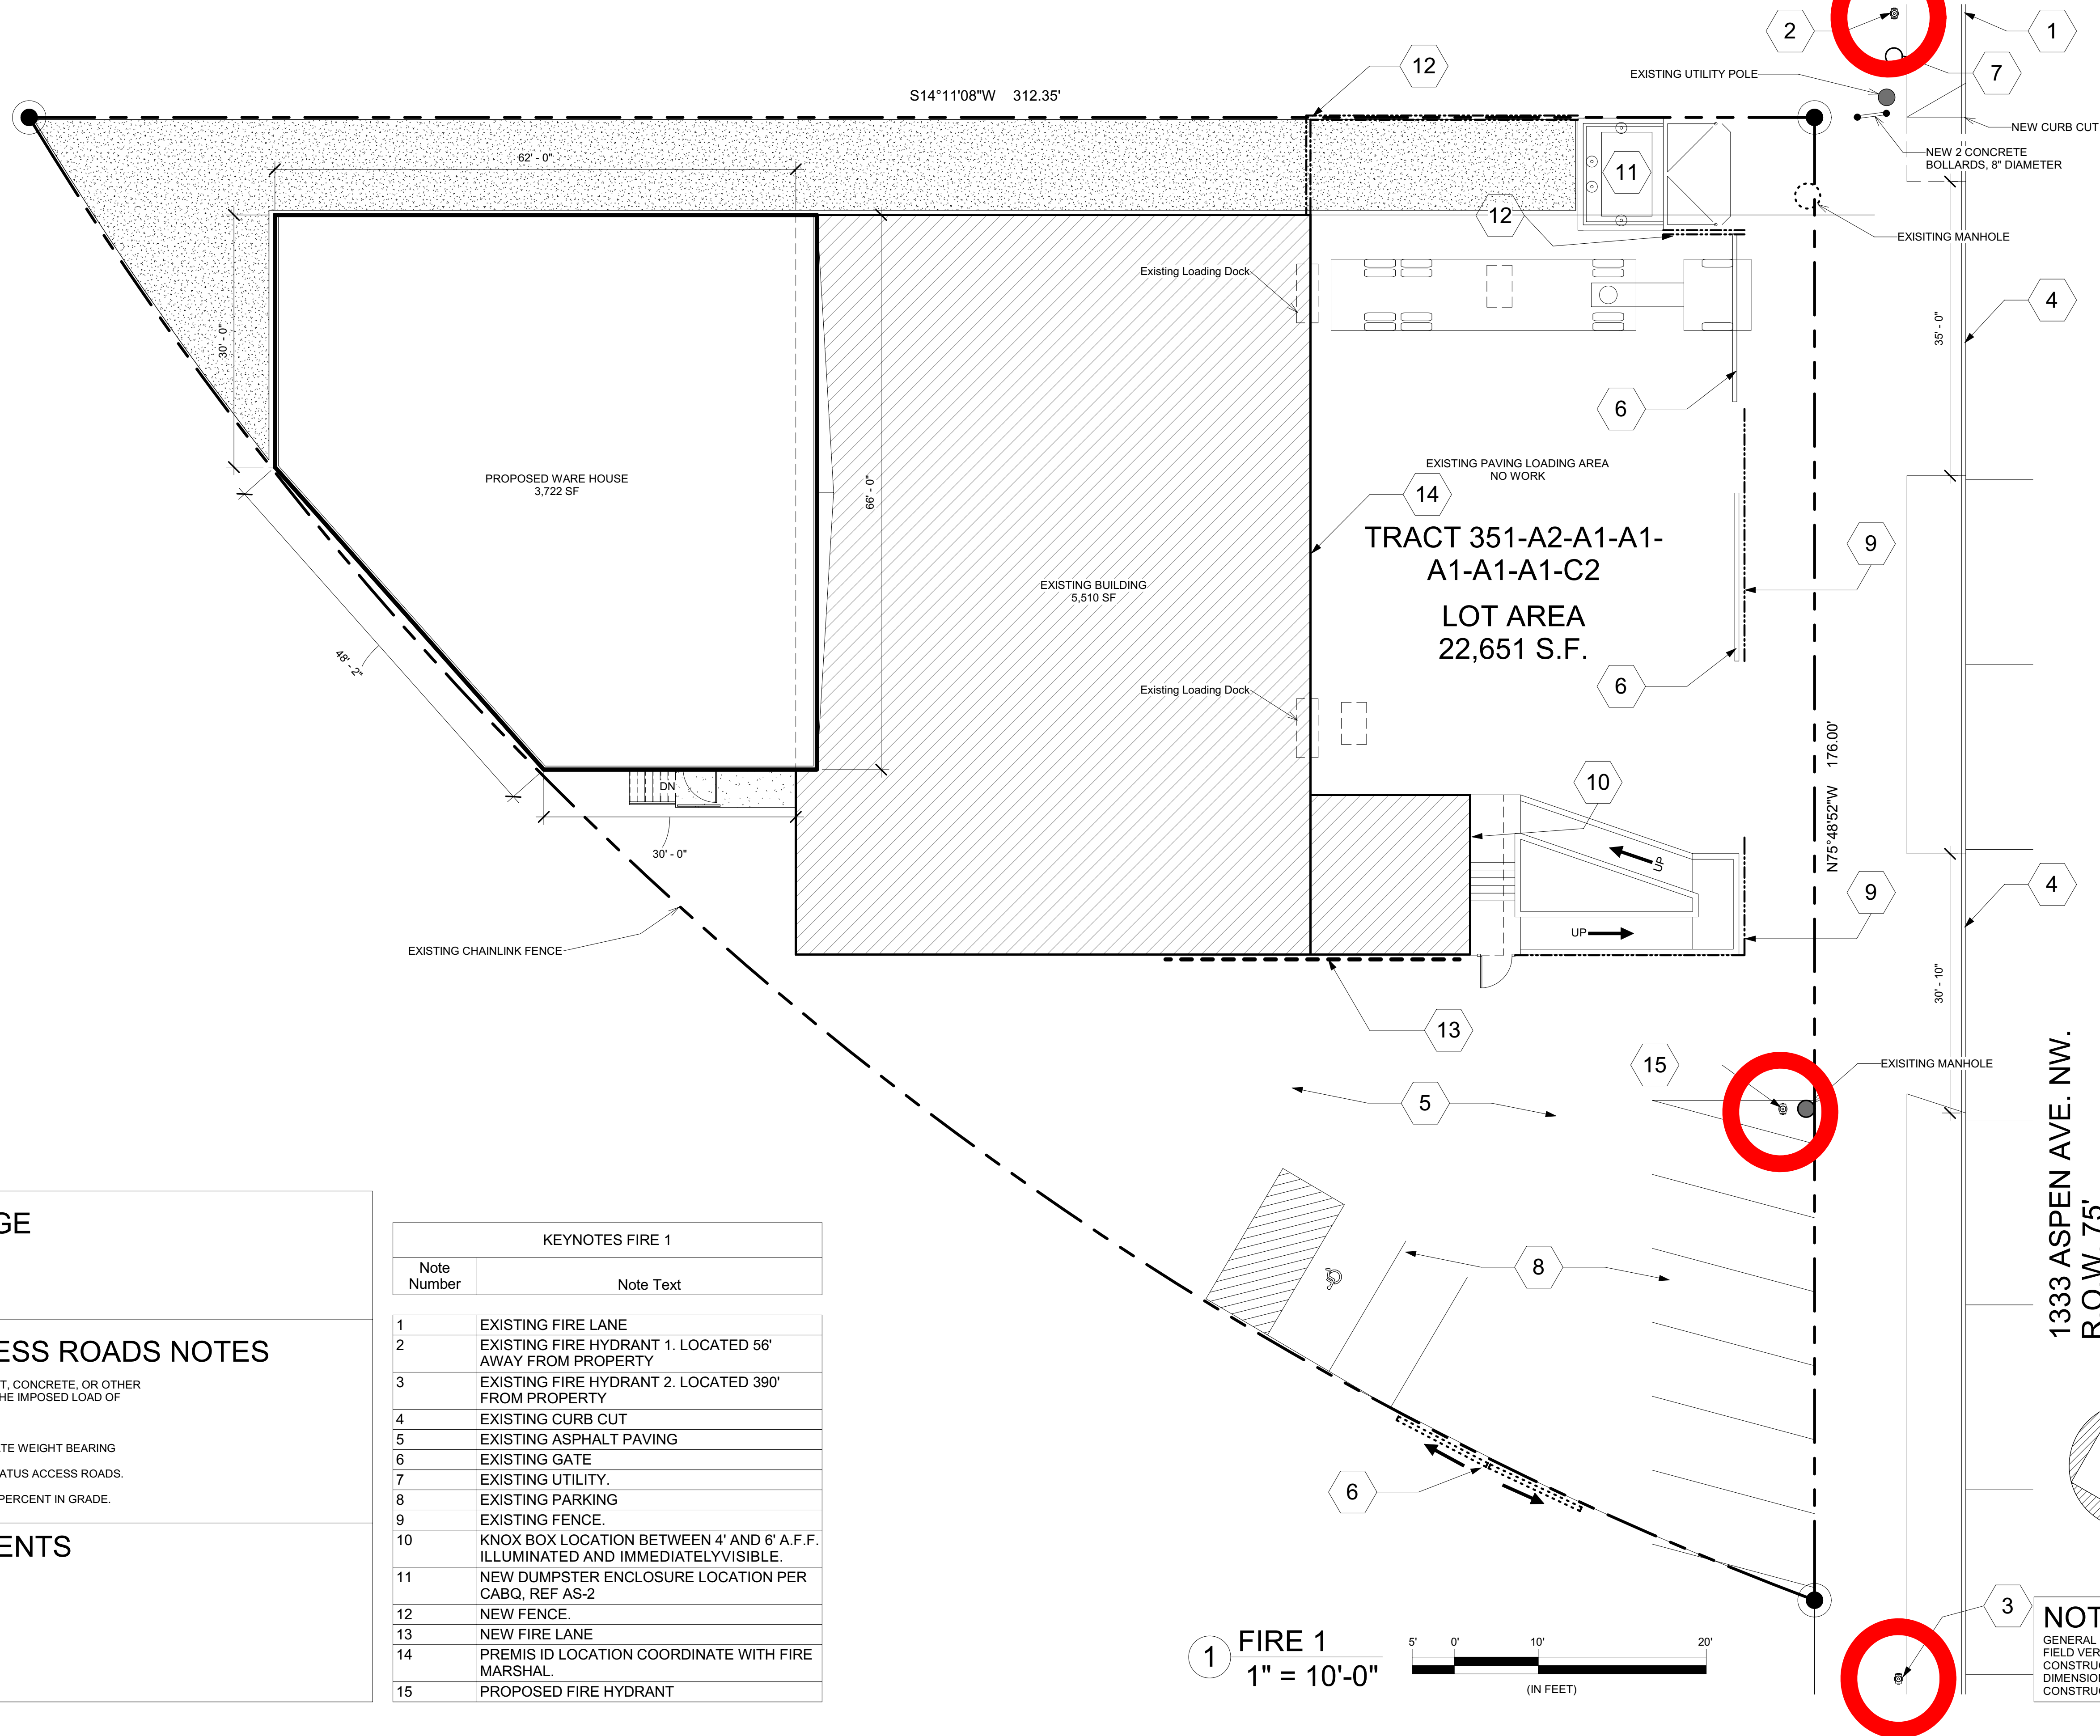 2
1
7
12
EXISTING UTILITY POLE
S14°11'08"W 312.35'
NEW CURB CUT
NEW 2 CONCRETE
BOLLARDS, 8" DIAMETER
62' - 0"
11
12
EXISITING MANHOLE
Existing Loading Dock
4
35' - 0"
30' - 0"
6
EXISTING PAVING LOADING AREA
NO WORK
PROPOSED WARE HOUSE
3,722 SF
66' - 0"
14
TRACT 351-A2-A1-A1-
A1-A1-A1-C2
9
EXISTING BUILDING
5,510 SF
LOT AREA
22,651 S.F.
48' - 2"
Existing Loading Dock
6
N75°48'52"W 176.00'
10
DN
30' - 0"
UP
UP
4
9
EXISTING CHAINLINK FENCE
30' - 10"
13
15
EXISITING MANHOLE
5
1333 ASPEN AVE. NW.
R.O.W. 75'
8
6
3
GE
ESS ROADS NOTES
T, CONCRETE, OR OTHER
HE IMPOSED LOAD OF
TE WEIGHT BEARING
ATUS ACCESS ROADS.
PERCENT IN GRADE.
ENTS
KEYNOTES FIRE 1
Note
Number
Note Text
1 EXISTING FIRE LANE
2 EXISTING FIRE HYDRANT 1. LOCATED 56'
AWAY FROM PROPERTY
3 EXISTING FIRE HYDRANT 2. LOCATED 390'
FROM PROPERTY
4 EXISTING CURB CUT
5 EXISTING ASPHALT PAVING
6 EXISTING GATE
7 EXISTING UTILITY.
8 EXISTING PARKING
9 EXISTING FENCE.
10 KNOX BOX LOCATION BETWEEN 4' AND 6' A.F.F.
ILLUMINATED AND IMMEDIATELYVISIBLE.
11 NEW DUMPSTER ENCLOSURE LOCATION PER
CABQ, REF AS-2
12 NEW FENCE.
13 NEW FIRE LANE
14 PREMIS ID LOCATION COORDINATE WITH FIRE
MARSHAL.
15 PROPOSED FIRE HYDRANT
1 FIRE 1
1" = 10'-0"
5' 0' 10' 20'
(IN FEET)
NOT
GENERAL
FIELD VER
CONSTRUC
DIMENSION
CONSTRUC